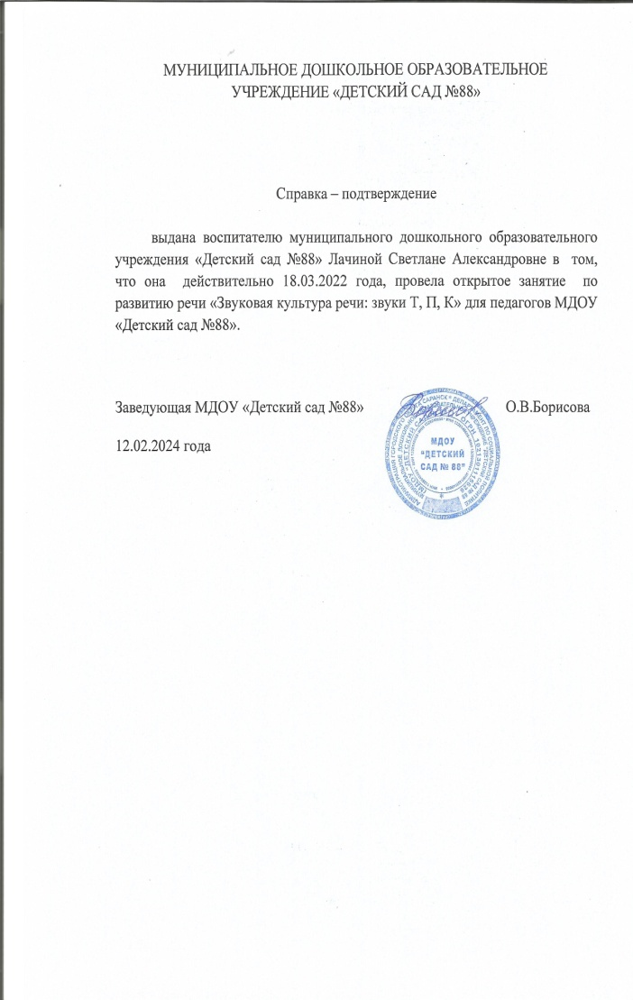 МУНИЦИПАЛЬНОЕ ДОШКОЛЬНОЕ ОБРАЗОВАТЕЛЬНОЕ
УЧРЕЖДЕНИЕ «ДЕТСКИЙ САД №88»
Справка – подтверждение
выдана воспитателю муниципального дошкольного образовательного
учреждения «Детский сад №88» Лачиной Светлане Александровне в том,
что она действительно 18.03.2022 года, провела открытое занятие по
развитию речи «Звуковая культура речи: звуки Т, П, К» для педагогов МДОУ
«Детский сад №88».
Заведующая МДОУ «Детский сад №88» О.В.Борисова
12.02.2024 года
МДОУ
"ДЕТСКИЙ
САД № 88"